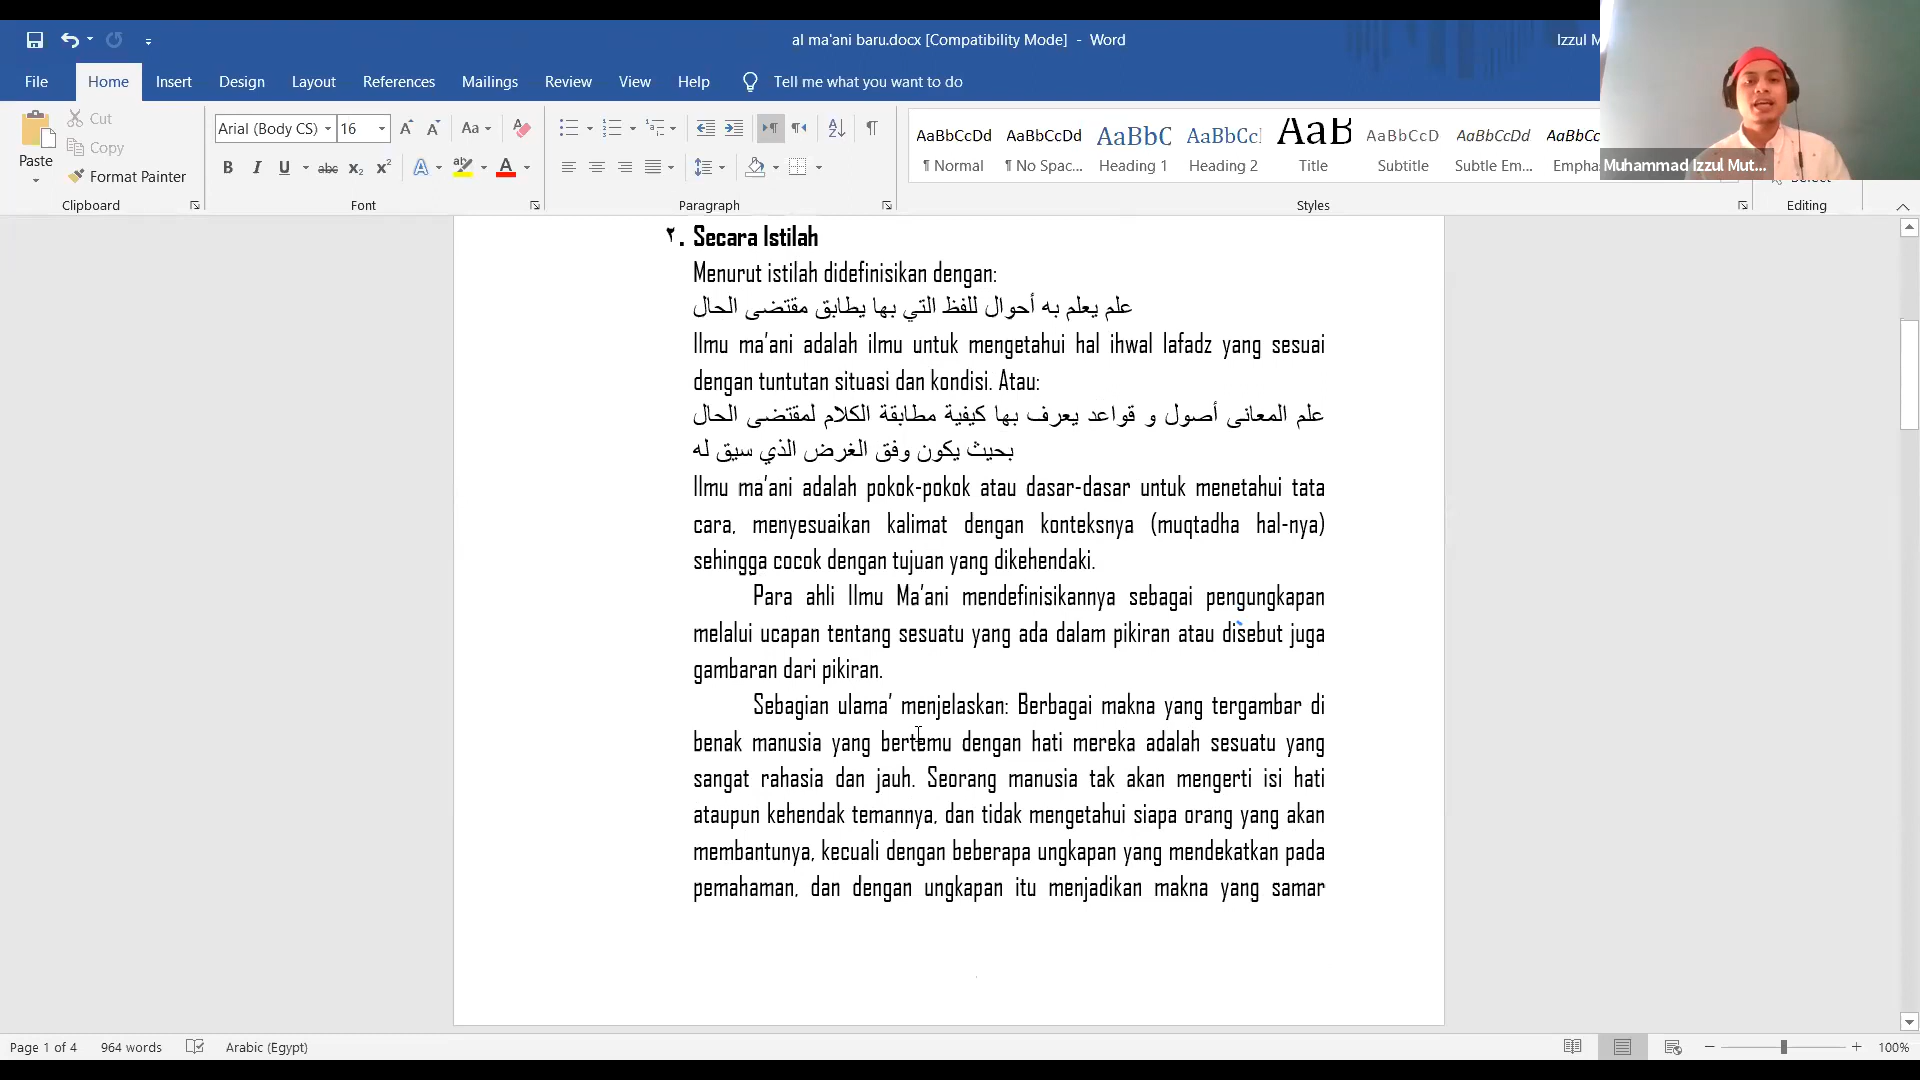 al ma'ani baru.docx [Compatibility Mode] - Word
Izzul M
File Home Insert Design Layout References Mailings Review View Help Tell me what you want to do
Paste
Cut
Copy
Format Painter
Clipboard
Arial (Body CS) 16
Font
Paragraph
AaBbCcDd AaBbCcDd AaBbC AaBbCcI AaB AaBbCcD AaBbCcDd AaBbCc
¶ Normal ¶ No Spac... Heading 1 Heading 2 Title Subtitle Subtle Em... Empha
Styles
Editing
Muhammad Izzul Mut...
٢. Secara Istilah
Menurut istilah didefinisikan dengan:
علم يعلم به أحوال للفظ التي بها يطابق مقتضى الحال
Ilmu ma'ani adalah ilmu untuk mengetahui hal ihwal lafadz yang sesuai
dengan tuntutan situasi dan kondisi. Atau:
علم المعانى أصول و قواعد يعرف بها كيفية مطابقة الكلام لمقتضى الحال
بحيث يكون وفق الغرض الذي سيق له
Ilmu ma'ani adalah pokok-pokok atau dasar-dasar untuk menetahui tata
cara, menyesuaikan kalimat dengan konteksnya (muqtadha hal-nya)
sehingga cocok dengan tujuan yang dikehendaki.
Para ahli Ilmu Ma'ani mendefinisikannya sebagai pengungkapan
melalui ucapan tentang sesuatu yang ada dalam pikiran atau disebut juga
gambaran dari pikiran.
Sebagian ulama' menjelaskan: Berbagai makna yang tergambar di
benak manusia yang bertemu dengan hati mereka adalah sesuatu yang
sangat rahasia dan jauh. Seorang manusia tak akan mengerti isi hati
ataupun kehendak temannya, dan tidak mengetahui siapa orang yang akan
membantunya, kecuali dengan beberapa ungkapan yang mendekatkan pada
pemahaman, dan dengan ungkapan itu menjadikan makna yang samar
Page 1 of 4 964 words Arabic (Egypt) 100%